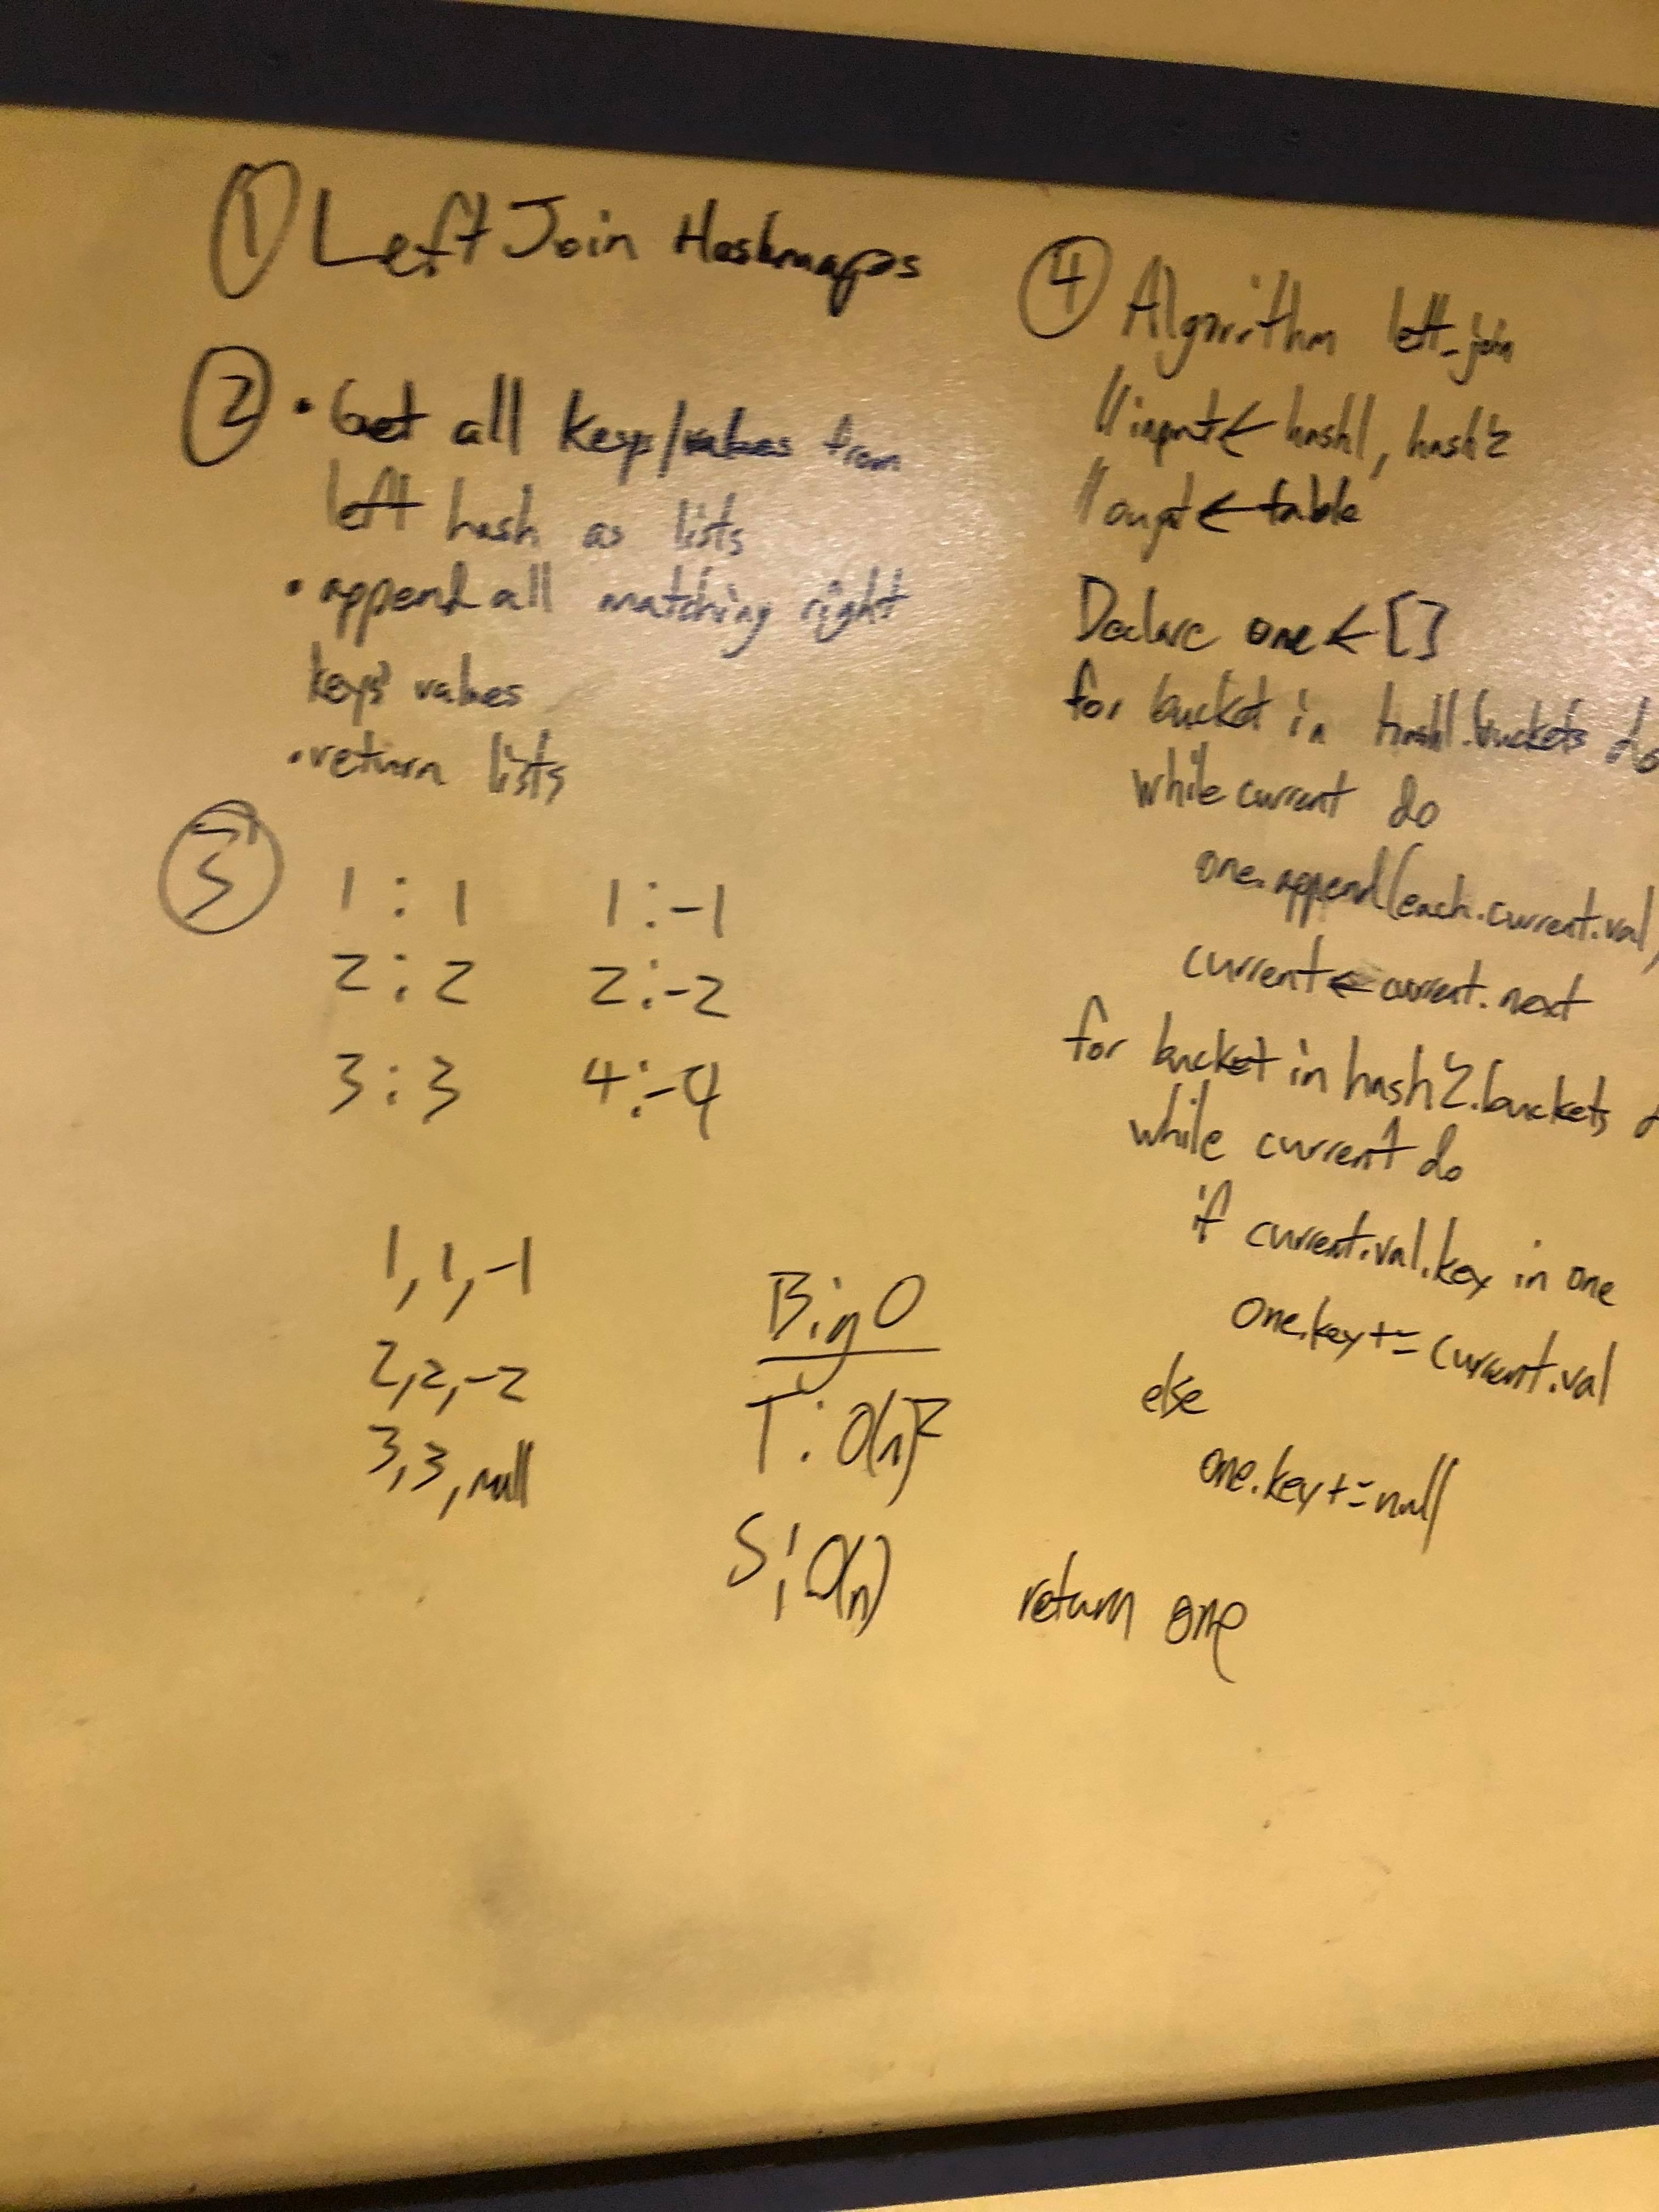 1 Left Join Hashmaps
2 • Get all keys/values from
left hash as lists
• append all matching right
keys' values
• return lists
3
1 : 1 1 : -1
2 : 2 2 : -2
3 : 3 4 : -4
1, 1, -1
2, 2, -2
3, 3, null
Big O
T : O(n)²
S : O(n)
4 Algorithm left_join
// input ← hash1, hash2
// ← table
Declare one ← []
for bucket in hash1.buckets do
while current do
one.append(each.current.val,
current ← current.next
for bucket in hash2.buckets
while current do
if current.val.key in one
one.key += current.val
else
one.key += null
return one